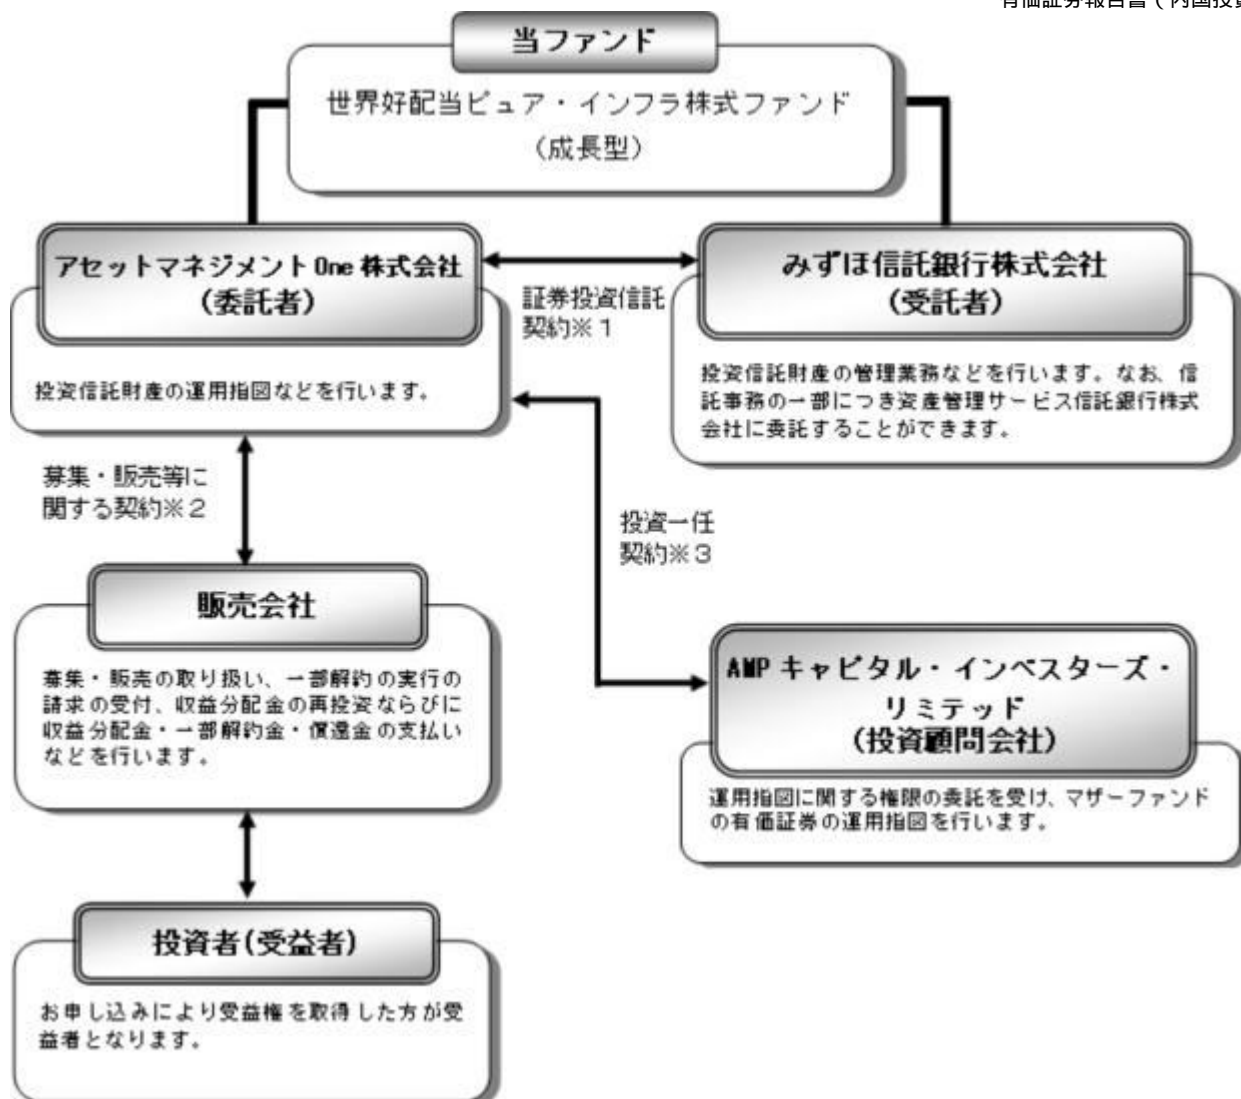 有価証券報告書（内国投資
当ファンド
世界好配当ピュア・インフラ株式ファンド
（成長型）
アセットマネジメントOne 株式会社
（委託者）
投資信託財産の運用指図などを行います。
証券投資信託
契約※１
みずほ信託銀行株式会社
（受託者）
投資信託財産の管理業務などを行います。なお、信
託事務の一部につき資産管理サービス信託銀行株式
会社に委託することができます。
募集・販売等に
関する契約※２
投資一任
契約※３
販売会社
募集・販売の取り扱い、一部解約の実行の
請求の受付、収益分配金の再投資ならびに
収益分配金・一部解約金・償還金の支払い
などを行います。
AMP キャピタル・インベスターズ・
リミテッド
（投資顧問会社）
運用指図に関する権限の委託を受け、マザーファンド
の有価証券の運用指図を行います。
投資者(受益者)
お申し込みにより受益権を取得した方が受
益者となります。